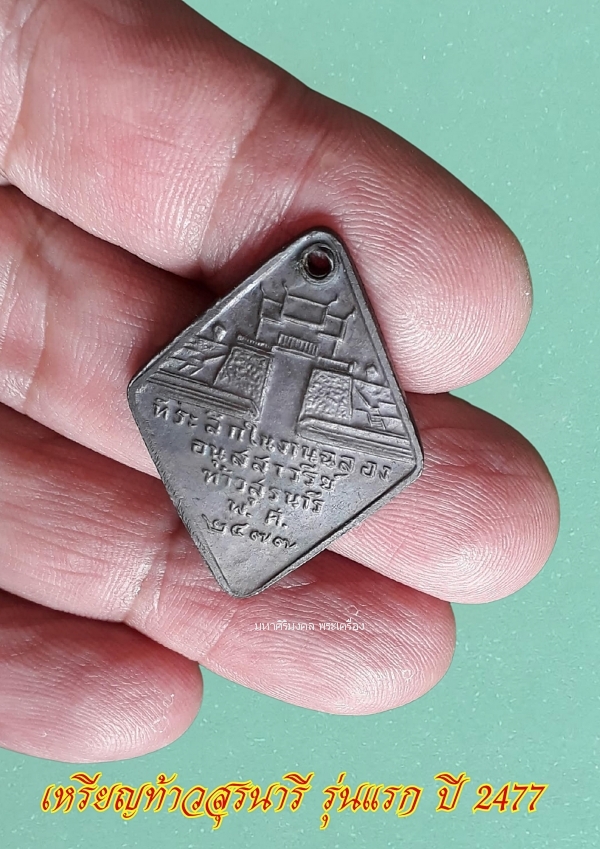 ที่ระลึกในงานฉลอง
อนุสสาวรีย์
ท้าวสุรนารี
พ.ศ.
๒๔๗๗
มหาศิริมงคล พระเครื่อง
เหรียญท้าวสุรนารี รุ่นแรก ปี 2477